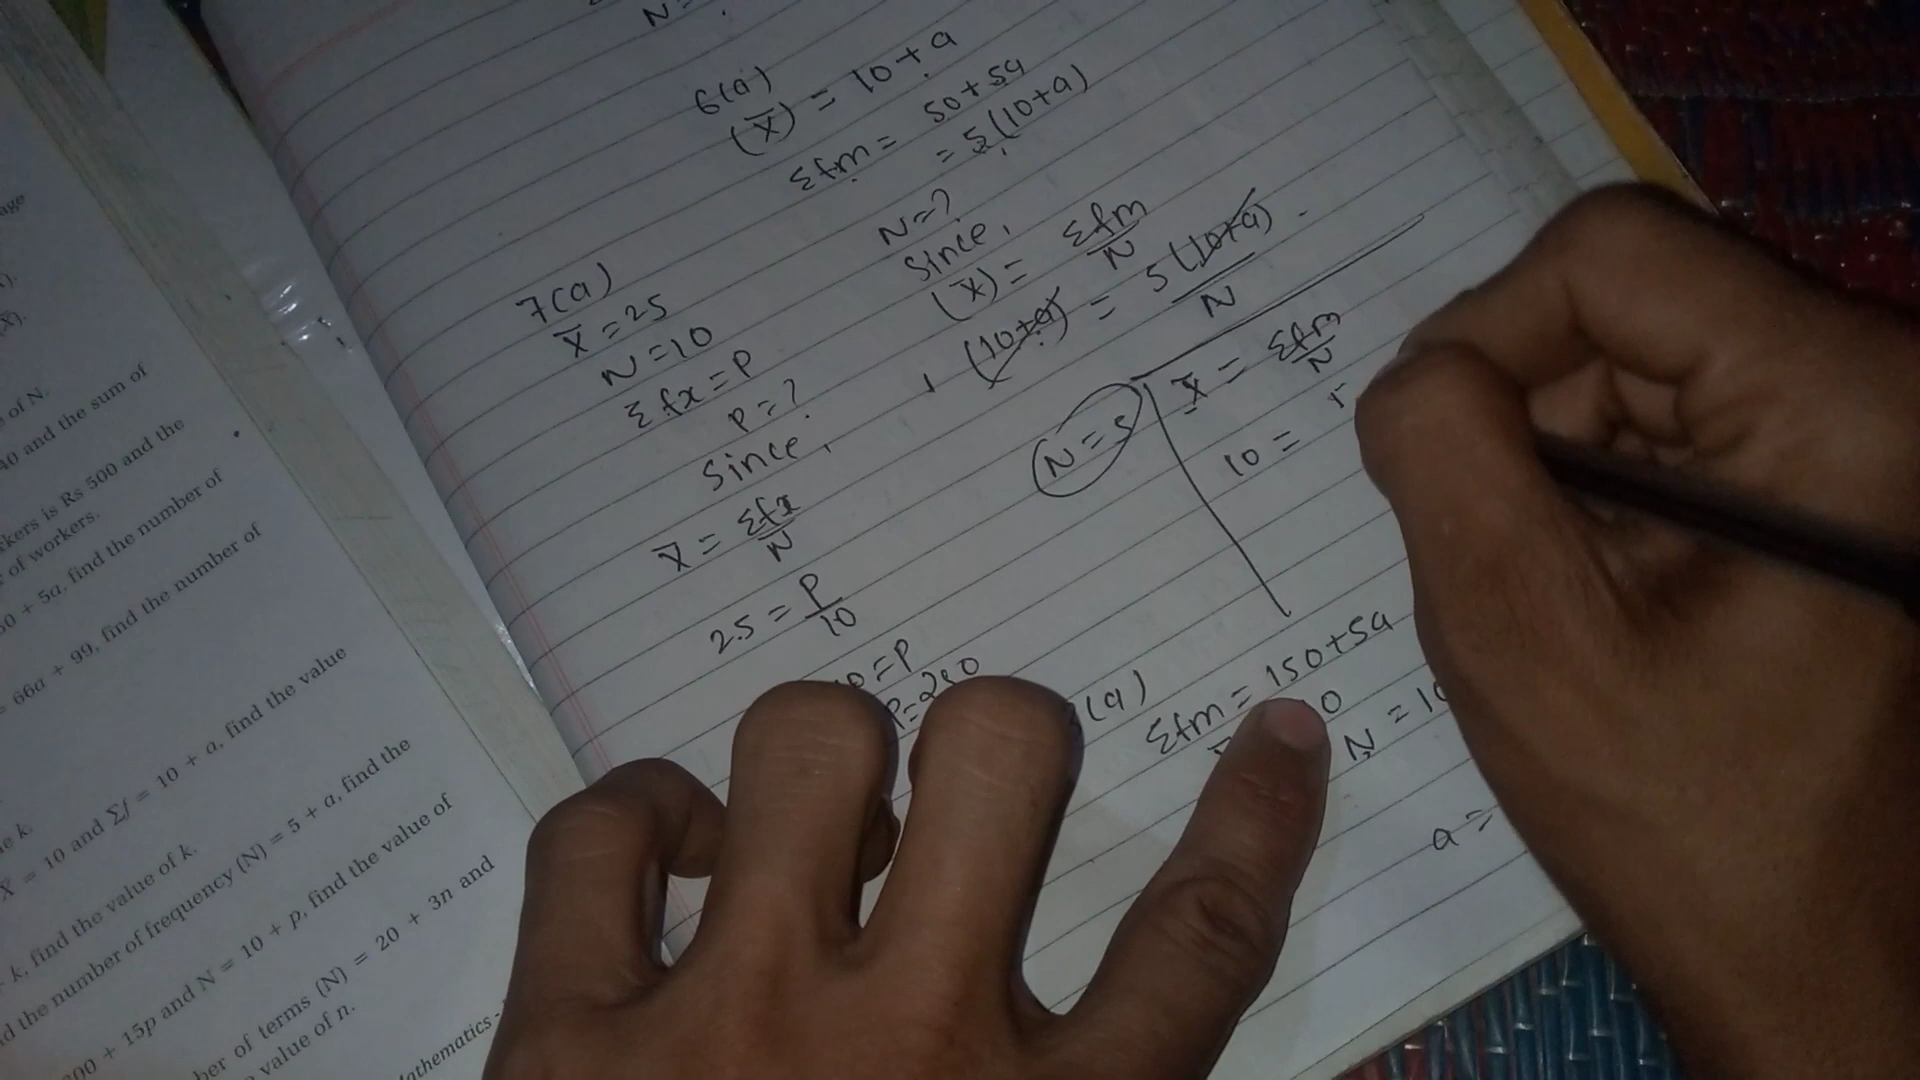 age
of N.
40 and the sum of
rkers is Rs 500 and the
of workers.
50 + 5a, find the number of
= 66a + 99, find the number of
e k.
X̄ = 10 and Σf = 10 + a, find the value
k, find the value of k.
d the number of frequency (N) = 5 + a, find the
00 + 15p and N = 10 + p, find the value of
ber of terms (N) = 20 + 3n and
value of n.
Mathematics -
6(a)
(X̄) = 10+a
Σfm = 50+5a
= 5(10+a)
N=?
Since,
(X̄) = Σfm/N
(10+a) = 5(10+a)/N
N=5
7(a)
X̄ = 25
N = 10
Σfx = P
P = ?
Since,
X̄ = Σfx/N
25 = P/10
0 = P
X̄ = Σfm/N
10 =
(a)
Σfm = 150+5a
N = 10
a =